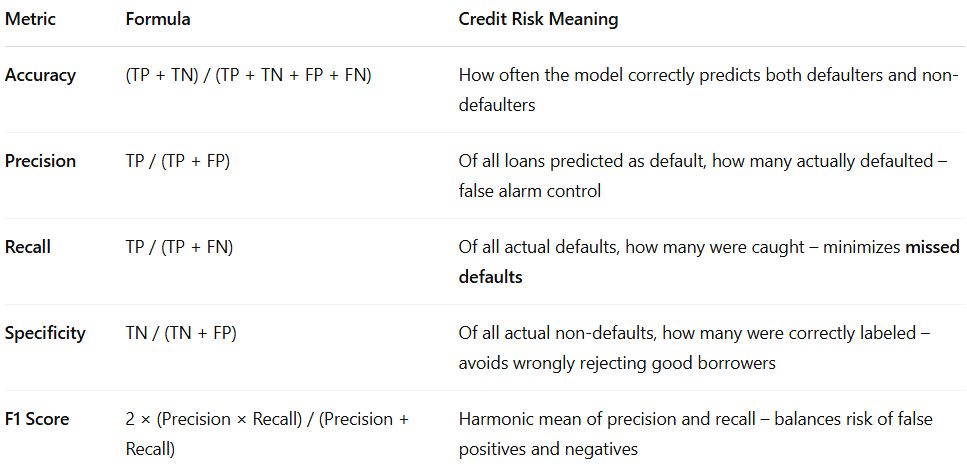 Metric Formula Credit Risk Meaning
Accuracy (TP + TN) / (TP + TN + FP + FN) How often the model correctly predicts both defaulters and non-
defaulters
Precision TP / (TP + FP) Of all loans predicted as default, how many actually defaulted –
false alarm control
Recall TP / (TP + FN) Of all actual defaults, how many were caught – minimizes missed
defaults
Specificity TN / (TN + FP) Of all actual non-defaults, how many were correctly labeled –
avoids wrongly rejecting good borrowers
F1 Score 2 × (Precision × Recall) / (Precision + Harmonic mean of precision and recall – balances risk of false
Recall) positives and negatives